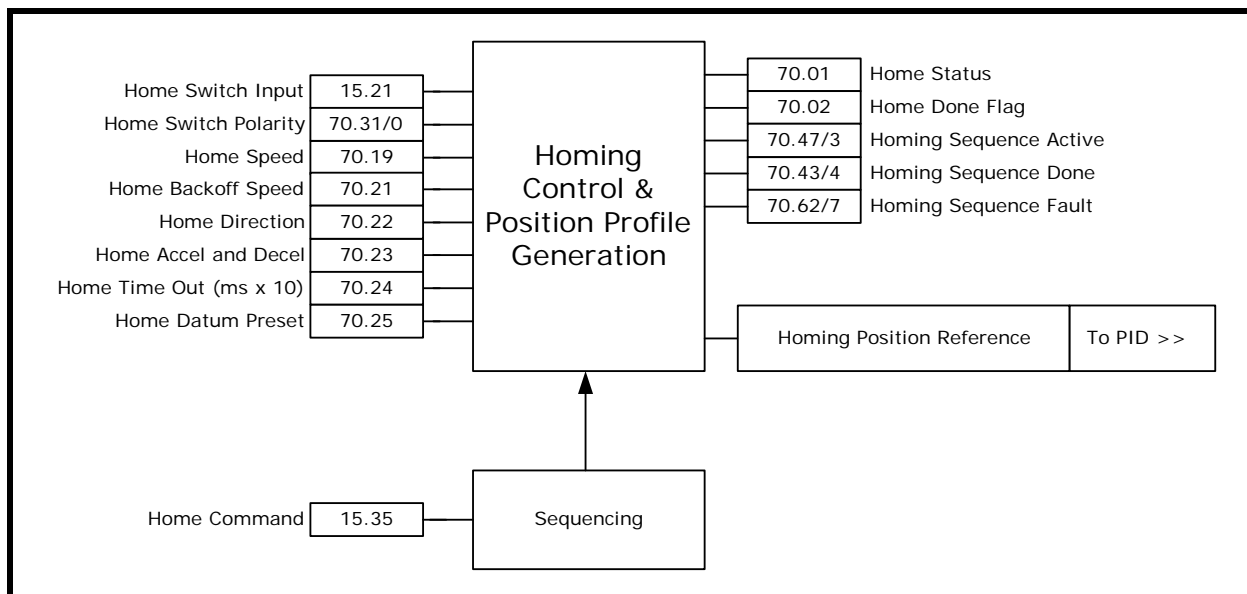 Home Switch Input 15.21
Home Switch Polarity 70.31/0
Home Speed 70.19
Home Backoff Speed 70.21
Home Direction 70.22
Home Accel and Decel 70.23
Home Time Out (ms x 10) 70.24
Home Datum Preset 70.25
Homing
Control &
Position Profile
Generation
70.01 Home Status
70.02 Home Done Flag
70.47/3 Homing Sequence Active
70.43/4 Homing Sequence Done
70.62/7 Homing Sequence Fault
Homing Position Reference To PID >>
Home Command 15.35
Sequencing